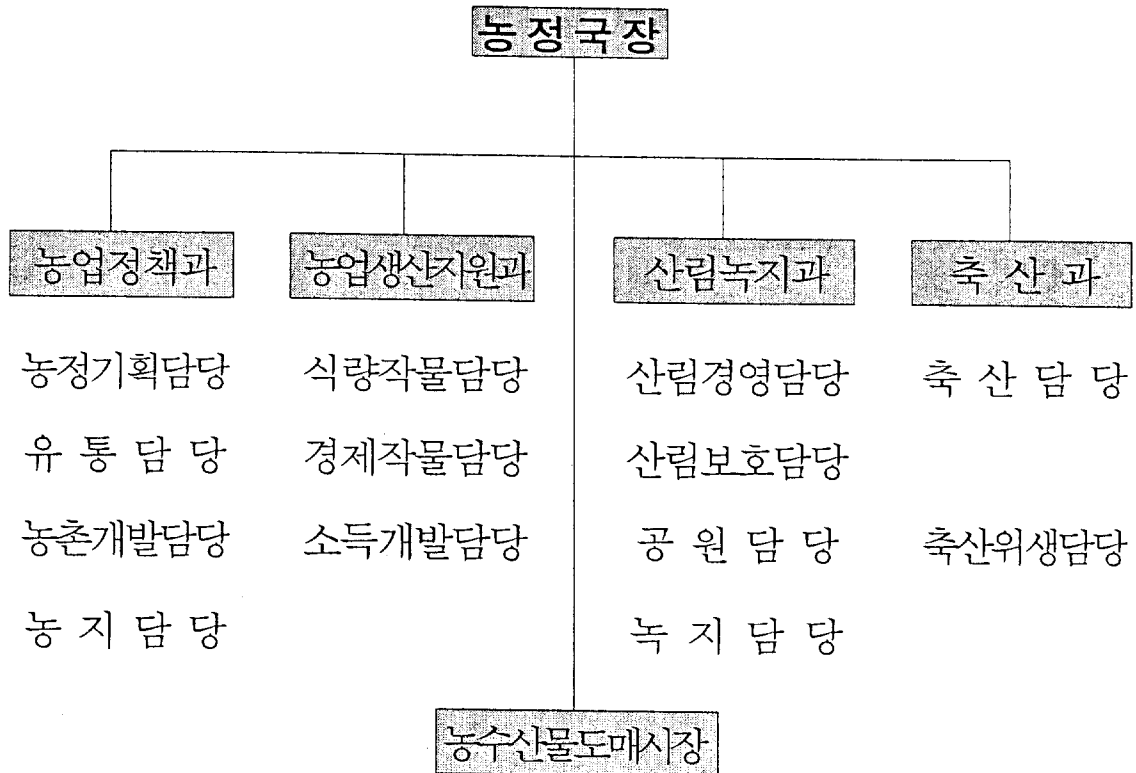 농정국장
농업정책과 농업생산지원과 산림녹지과 축산과
농정기획담당 식량작물담당 산림경영담당 축산담당
유통담당 경제작물담당 산림보호담당
농촌개발담당 소득개발담당 공원담당 축산위생담당
농지담당 녹지담당
농수산물도매시장